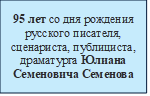 95 лет со дня рождения
русского писателя,
сценариста, публициста,
драматурга Юлиана
Семеновича Семенова